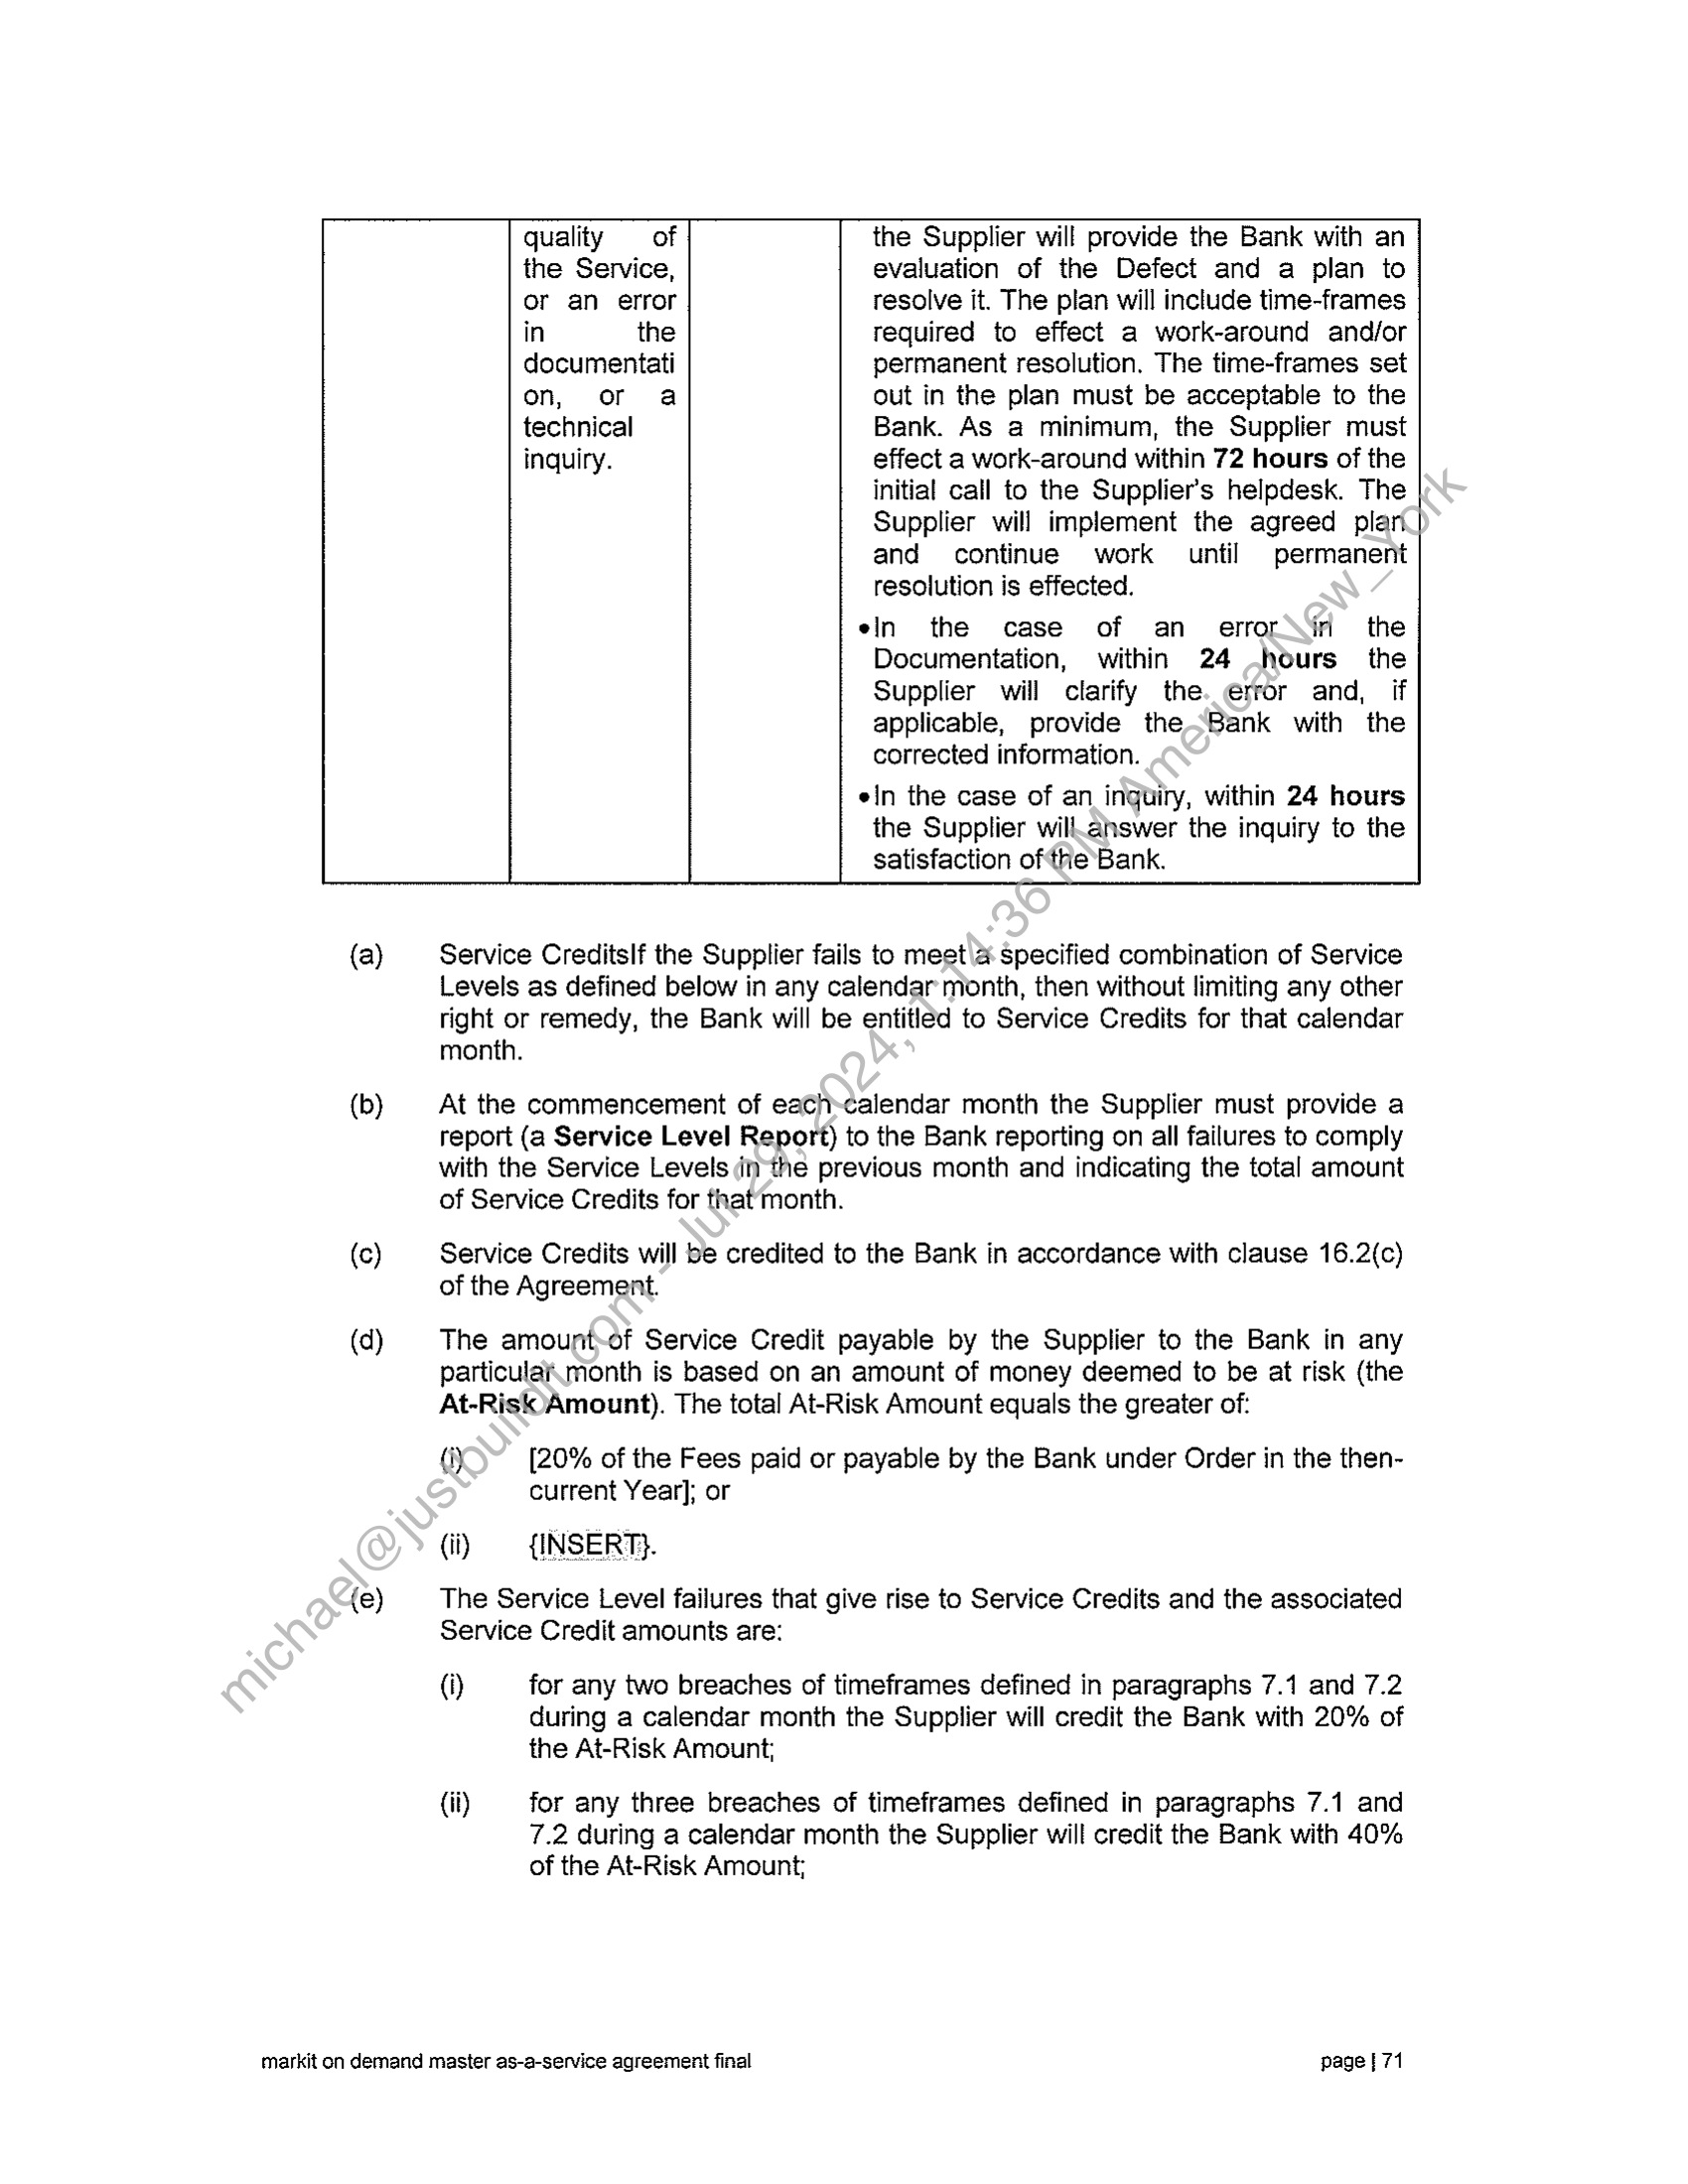 quality of
the Service,
or an error
in the
documentati
on, or a
technical
inquiry.
the Supplier will provide the Bank with an
evaluation of the Defect and a plan to
resolve it. The plan will include time-frames
required to effect a work-around and/or
permanent resolution. The time-frames set
out in the plan must be acceptable to the
Bank. As a minimum, the Supplier must
effect a work-around within 72 hours of the
initial call to the Supplier's helpdesk. The
Supplier will implement the agreed plan
and continue work until permanent
resolution is effected.
•In the case of an error in the
Documentation, within 24 hours the
Supplier will clarify the error and, if
applicable, provide the Bank with the
corrected information.
•In the case of an inquiry, within 24 hours
the Supplier will answer the inquiry to the
satisfaction of the Bank.
(a) Service CreditsIf the Supplier fails to meet a specified combination of Service
Levels as defined below in any calendar month, then without limiting any other
right or remedy, the Bank will be entitled to Service Credits for that calendar
month.
(b) At the commencement of each calendar month the Supplier must provide a
report (a Service Level Report) to the Bank reporting on all failures to comply
with the Service Levels in the previous month and indicating the total amount
of Service Credits for that month.
(c) Service Credits will be credited to the Bank in accordance with clause 16.2(c)
of the Agreement.
(d) The amount of Service Credit payable by the Supplier to the Bank in any
particular month is based on an amount of money deemed to be at risk (the
At-Risk Amount). The total At-Risk Amount equals the greater of:
(i) [20% of the Fees paid or payable by the Bank under Order in the then-
current Year]; or
(ii) {INSERT}.
(e) The Service Level failures that give rise to Service Credits and the associated
Service Credit amounts are:
(i) for any two breaches of timeframes defined in paragraphs 7.1 and 7.2
during a calendar month the Supplier will credit the Bank with 20% of
the At-Risk Amount;
(ii) for any three breaches of timeframes defined in paragraphs 7.1 and
7.2 during a calendar month the Supplier will credit the Bank with 40%
of the At-Risk Amount;
markit on demand master as-a-service agreement final page | 71
michael@justbuildit.com - Jul 29, 2024, 1:14:36 PM America/New_York